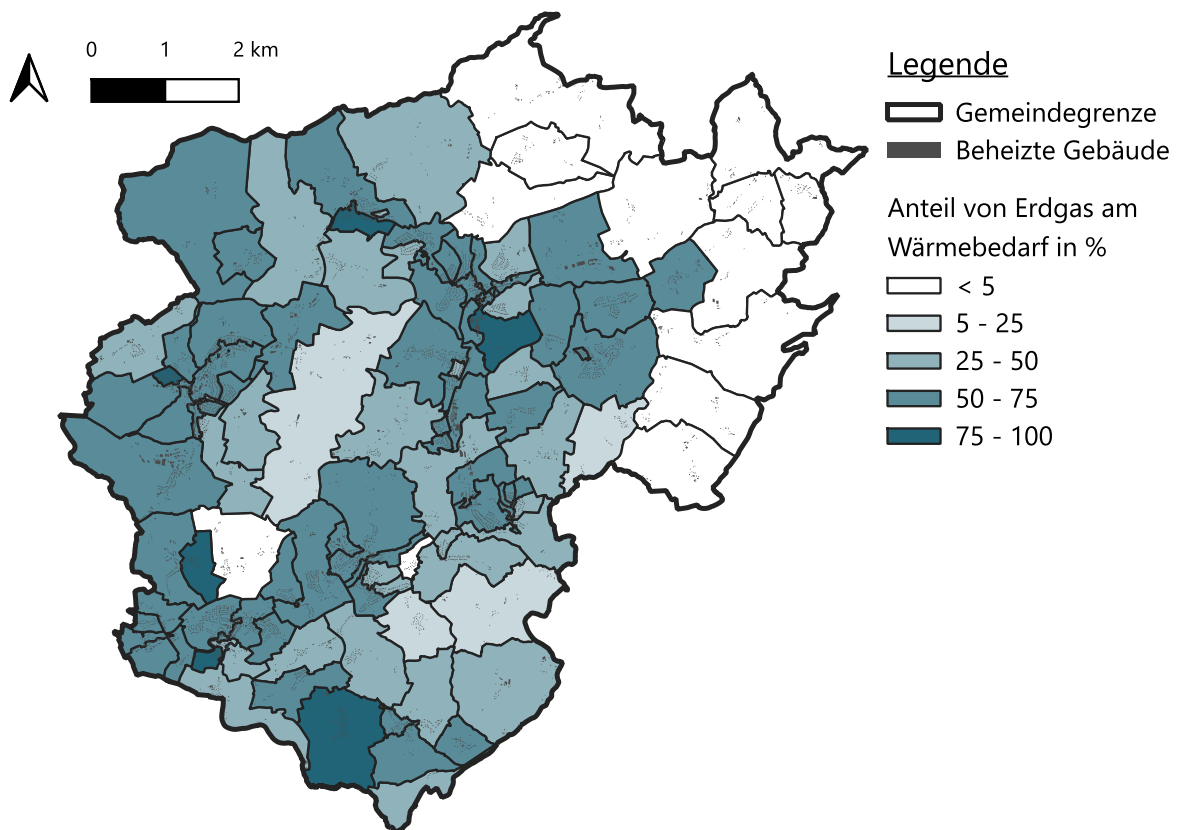 0 1 2 km
Legende
Gemeindegrenze
Beheizte Gebäude
Anteil von Erdgas am
Wärmebedarf in %
< 5
5 - 25
25 - 50
50 - 75
75 - 100